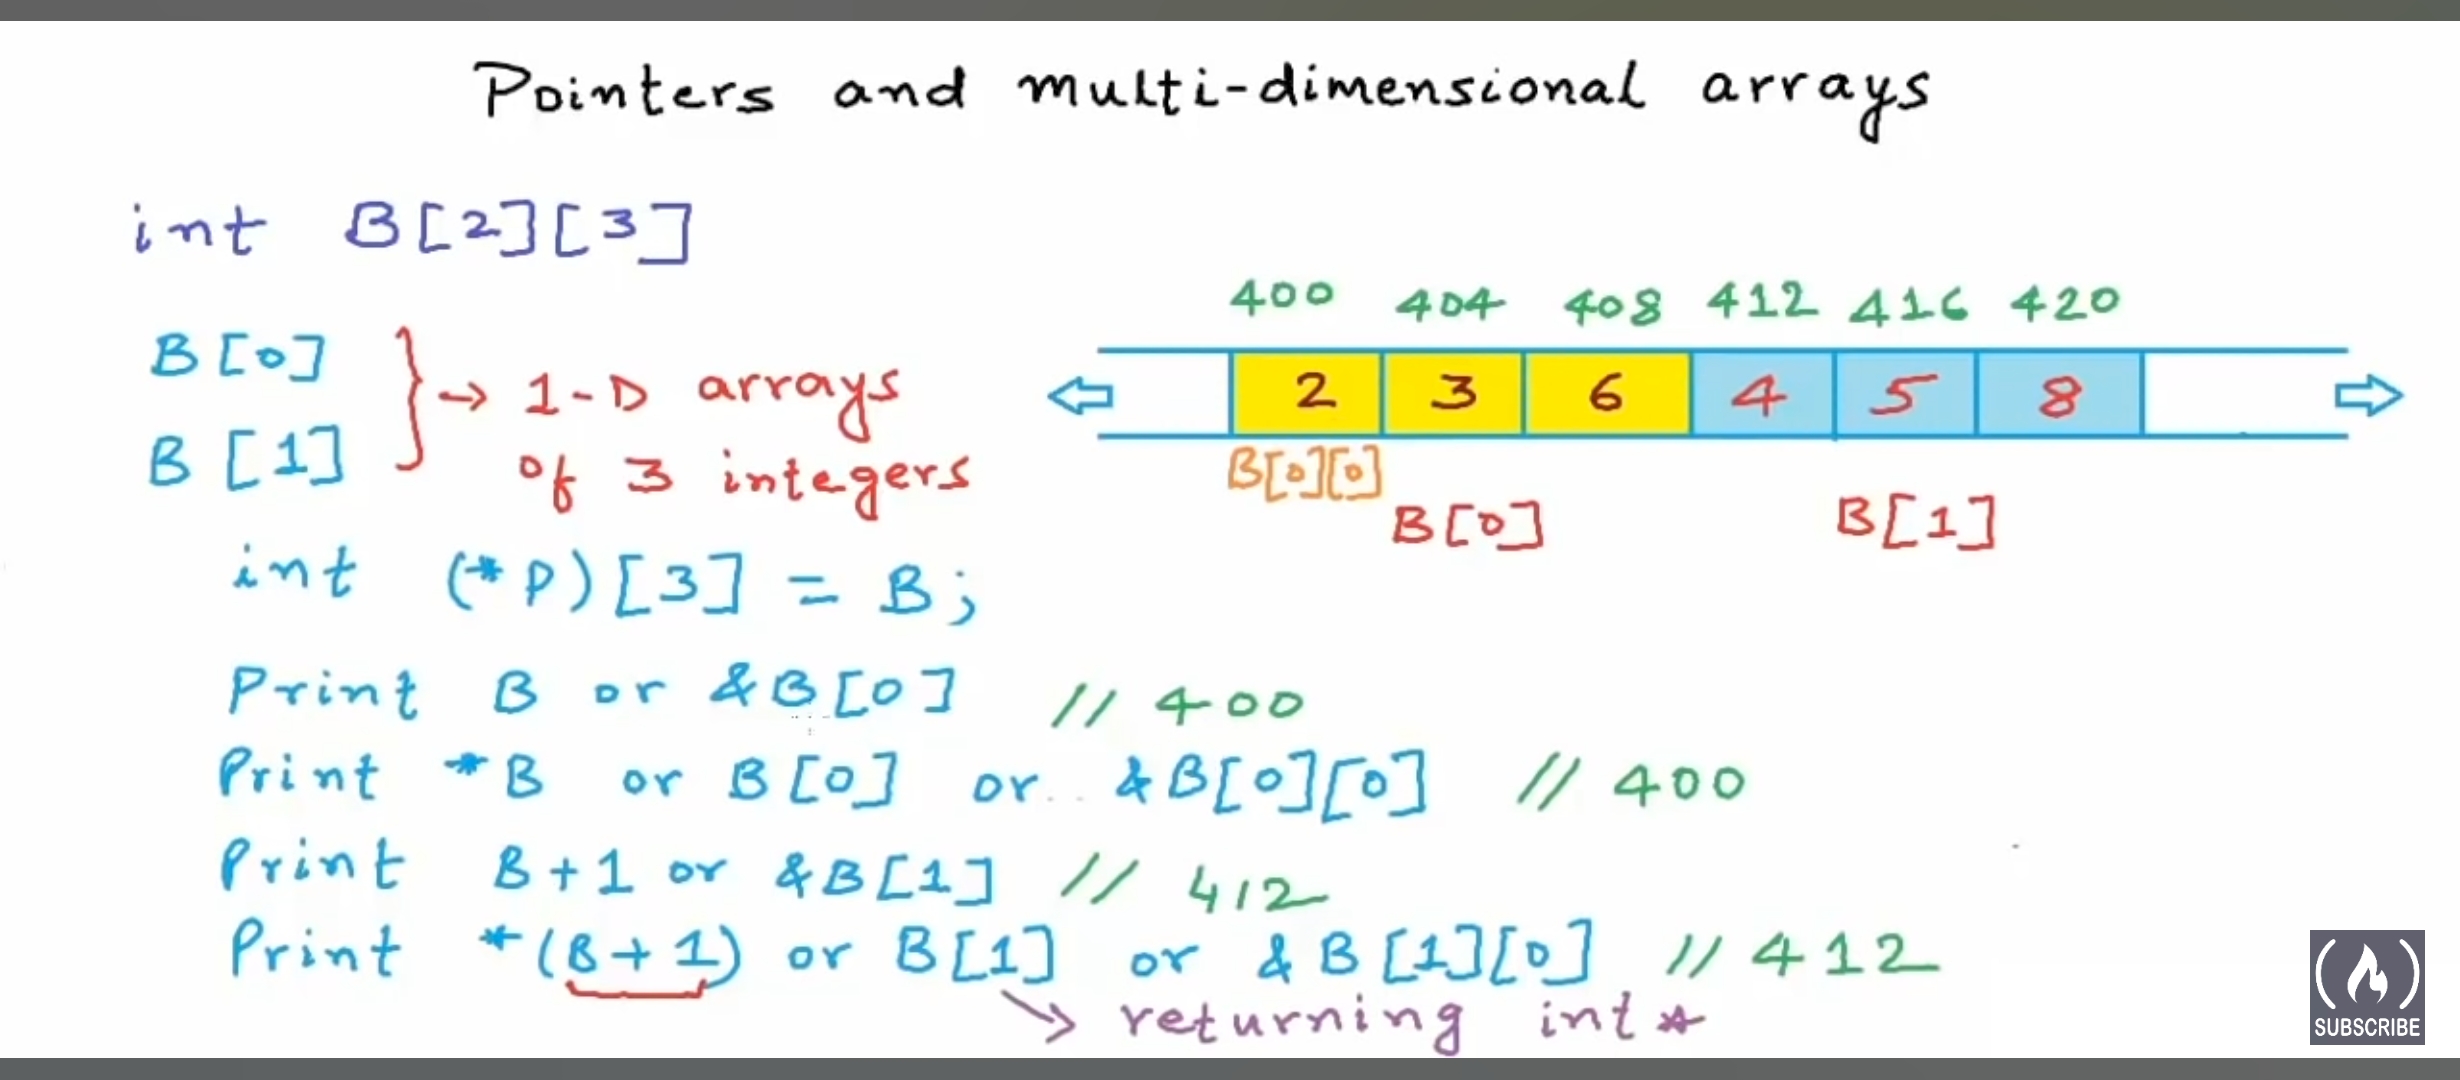 Pointers and multi-dimensional arrays
int B[2][3]
400 404 408 412 416 420
B[0]
B[1]
} → 1-D arrays
of 3 integers
2 3 6 4 5 8
B[0][0]
B[0] B[1]
int (*P)[3] = B;
Print B or &B[0] // 400
Print *B or B[0] or &B[0][0] // 400
Print B+1 or &B[1] // 412
Print *(B+1) or B[1] or &B[1][0] // 412
→ returning int *
SUBSCRIBE